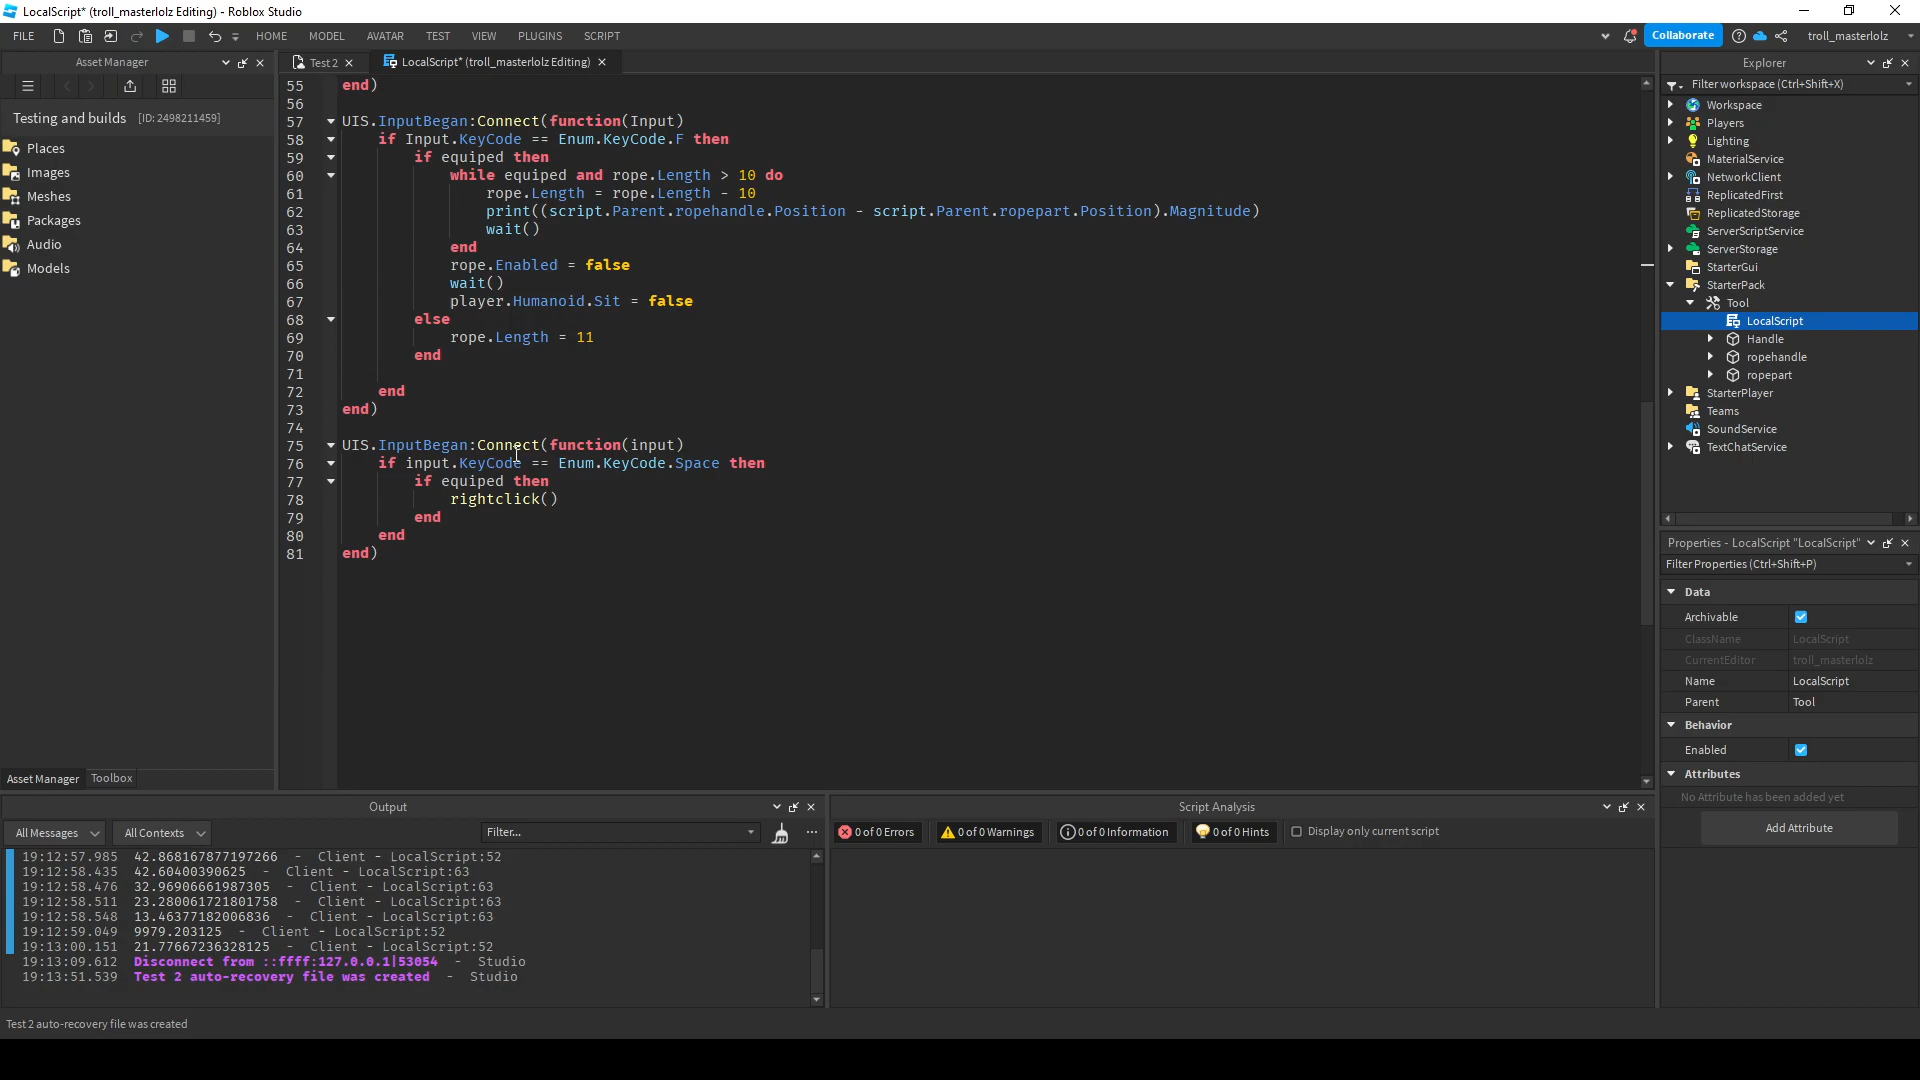 LocalScript* (troll_masterlolz Editing) - Roblox Studio
FILE HOME MODEL AVATAR TEST VIEW PLUGINS SCRIPT Collaborate troll_masterlolz
Asset Manager
Test 2
LocalScript* (troll_masterlolz Editing)
Testing and builds [ID: 2498211459]
Places
Images
Meshes
Packages
Audio
Models
Asset Manager Toolbox
55 end)
56
57 UIS.InputBegan:Connect(function(Input)
58 if Input.KeyCode == Enum.KeyCode.F then
59 if equiped then
60 while equiped and rope.Length > 10 do
61 rope.Length = rope.Length - 10
62 print((script.Parent.ropehandle.Position - script.Parent.ropepart.Position).Magnitude)
63 wait()
64 end
65 rope.Enabled = false
66 wait()
67 player.Humanoid.Sit = false
68 else
69 rope.Length = 11
70 end
71
72 end
73 end)
74
75 UIS.InputBegan:Connect(function(input)
76 if input.KeyCode == Enum.KeyCode.Space then
77 if equiped then
78 rightclick()
79 end
80 end
81 end)
Explorer
Filter workspace (Ctrl+Shift+X)
Workspace
Players
Lighting
MaterialService
NetworkClient
ReplicatedFirst
ReplicatedStorage
ServerScriptService
ServerStorage
StarterGui
StarterPack
Tool
LocalScript
Handle
ropehandle
ropepart
StarterPlayer
Teams
SoundService
TextChatService
Properties - LocalScript "LocalScript"
Filter Properties (Ctrl+Shift+P)
Data
Archivable
ClassName LocalScript
CurrentEditor troll_masterlolz
Name LocalScript
Parent Tool
Behavior
Enabled
Attributes
No Attribute has been added yet
Add Attribute
Output
All Messages All Contexts Filter...
19:12:57.985 42.868167877197266 - Client - LocalScript:52
19:12:58.435 42.60400390625 - Client - LocalScript:63
19:12:58.476 32.96906661987305 - Client - LocalScript:63
19:12:58.511 23.280061721801758 - Client - LocalScript:63
19:12:58.548 13.46377182006836 - Client - LocalScript:63
19:12:59.049 9979.203125 - Client - LocalScript:52
19:13:00.151 21.77667236328125 - Client - LocalScript:52
19:13:09.612 Disconnect from ::ffff:127.0.0.1|53054 - Studio
19:13:51.539 Test 2 auto-recovery file was created - Studio
Script Analysis
0 of 0 Errors 0 of 0 Warnings 0 of 0 Information 0 of 0 Hints Display only current script
Test 2 auto-recovery file was created